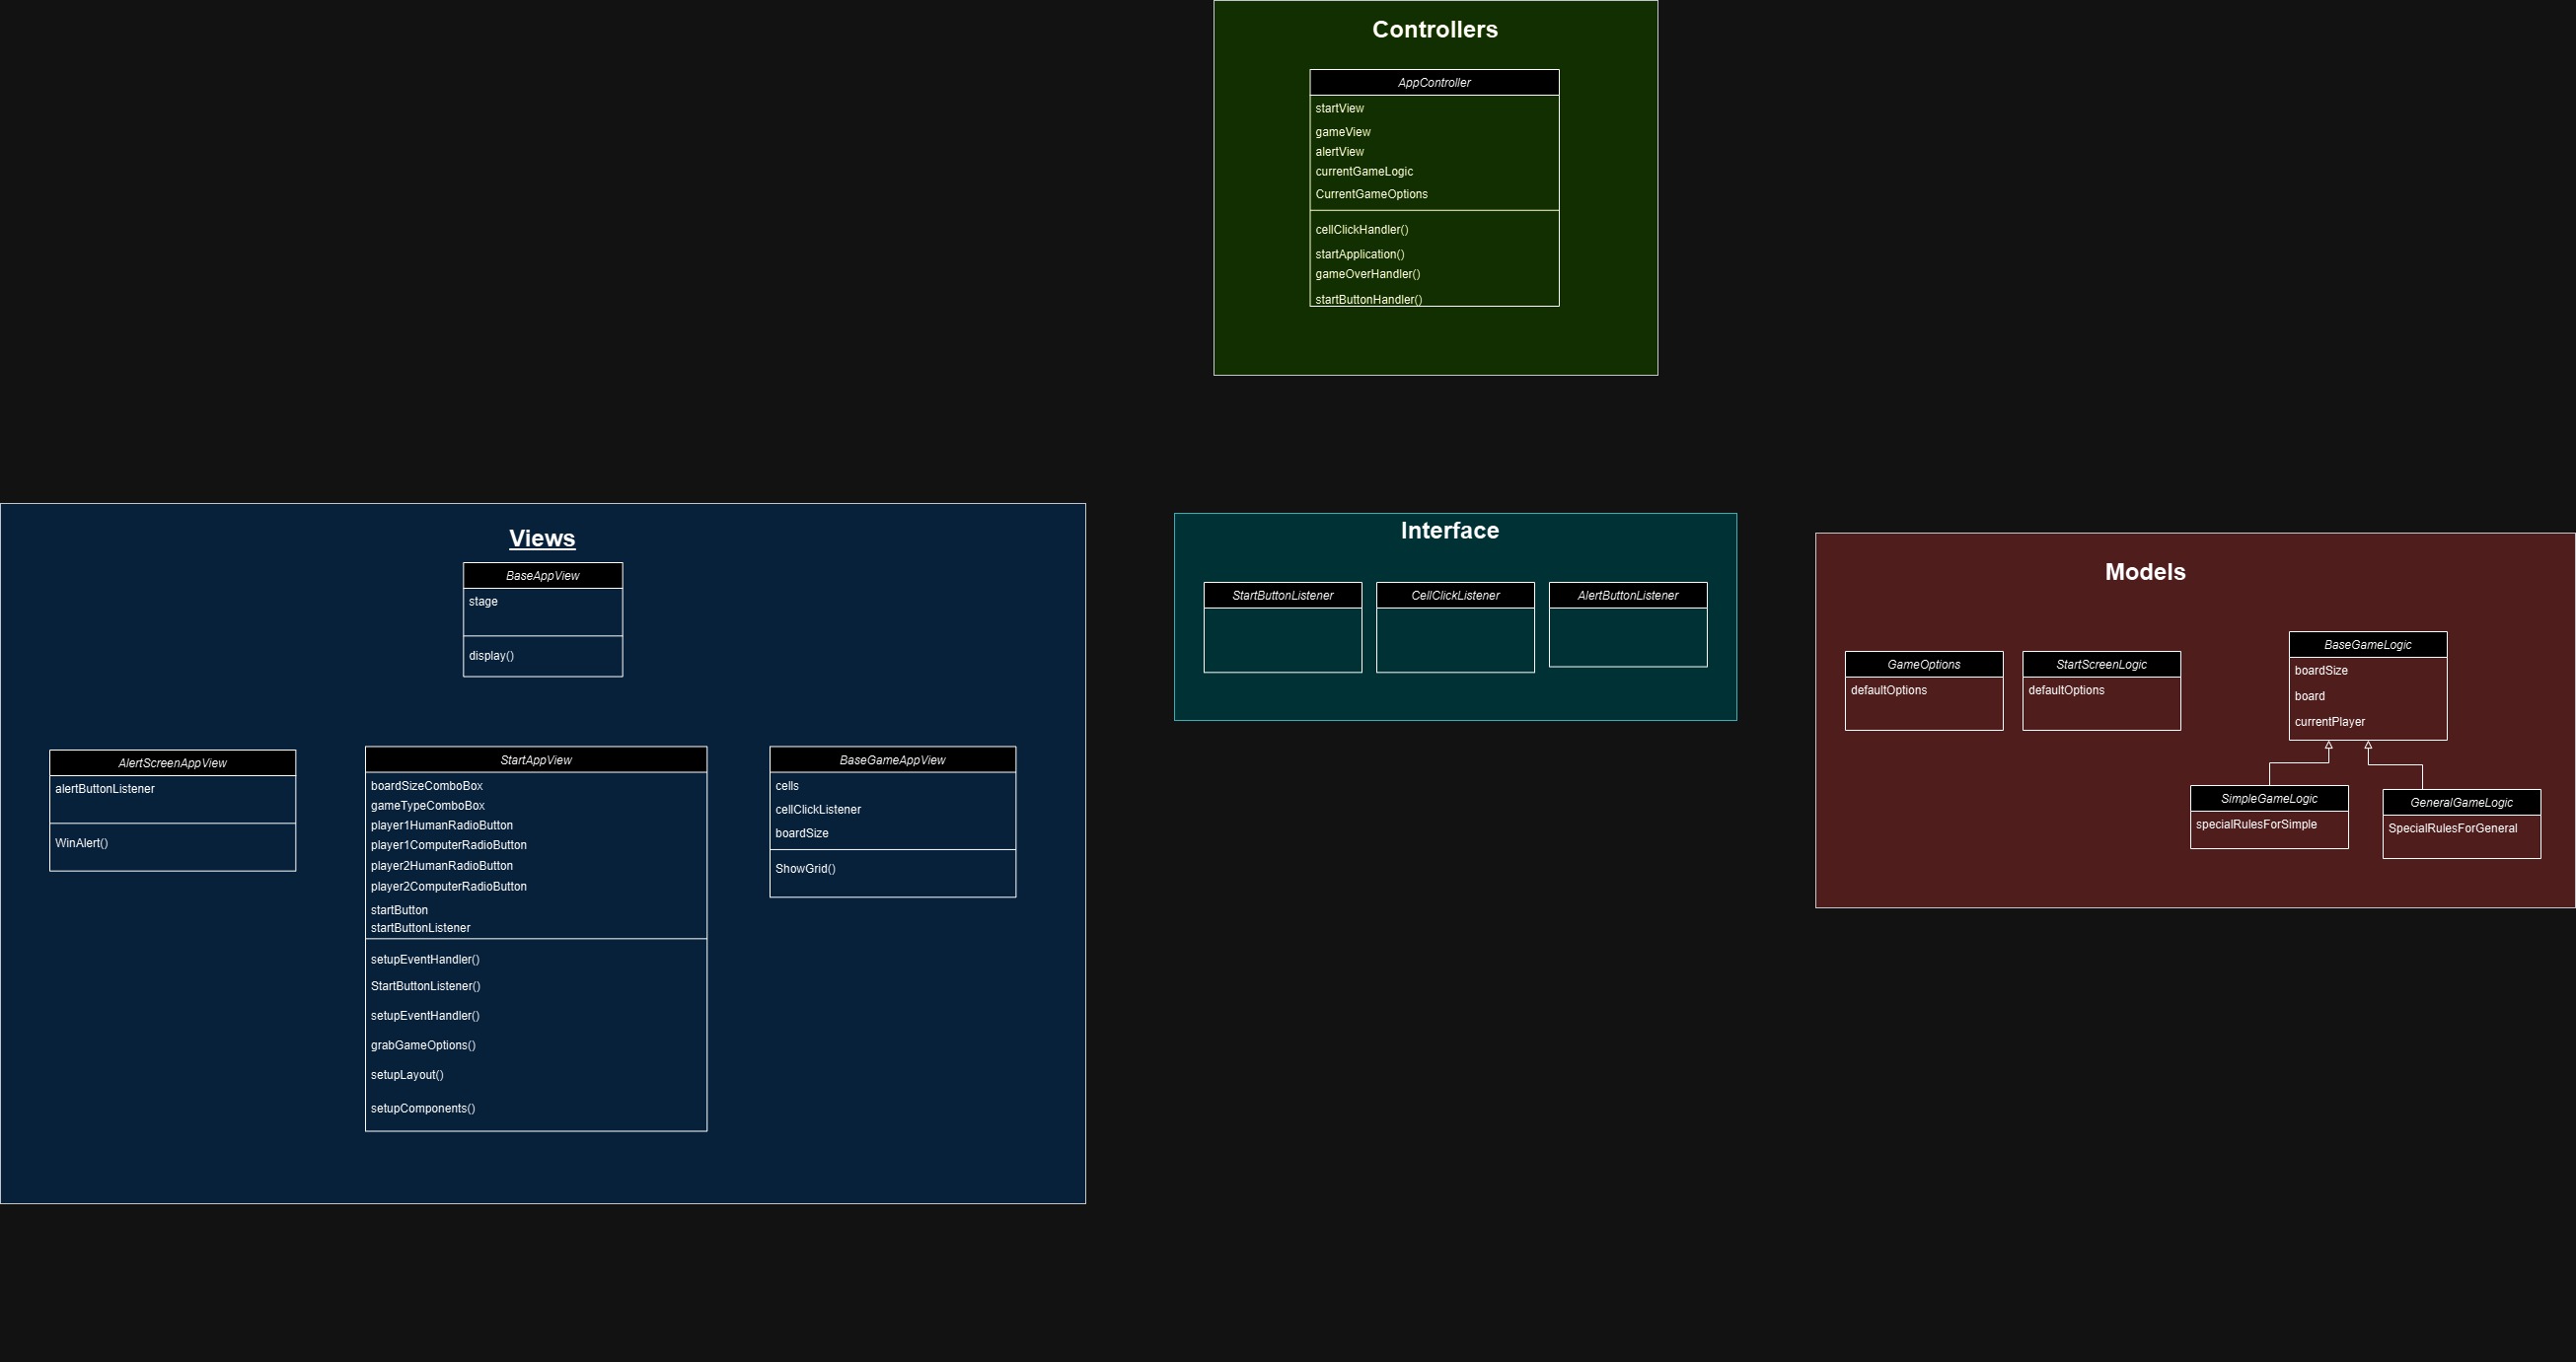 Controllers
AppController
startView
gameView
alertView
currentGameLogic
CurrentGameOptions
cellClickHandler()
startApplication()
gameOverHandler()
startButtonHandler()
Views
BaseAppView
stage
display()
AlertScreenAppView
alertButtonListener
WinAlert()
StartAppView
boardSizeComboBox
gameTypeComboBox
player1HumanRadioButton
player1ComputerRadioButton
player2HumanRadioButton
player2ComputerRadioButton
startButton
startButtonListener
setupEventHandler()
StartButtonListener()
setupEventHandler()
grabGameOptions()
setupLayout()
setupComponents()
BaseGameAppView
cells
cellClickListener
boardSize
ShowGrid()
Interface
StartButtonListener
CellClickListener
AlertButtonListener
Models
GameOptions
defaultOptions
StartScreenLogic
defaultOptions
BaseGameLogic
boardSize
board
currentPlayer
SimpleGameLogic
specialRulesForSimple
GeneralGameLogic
SpecialRulesForGeneral